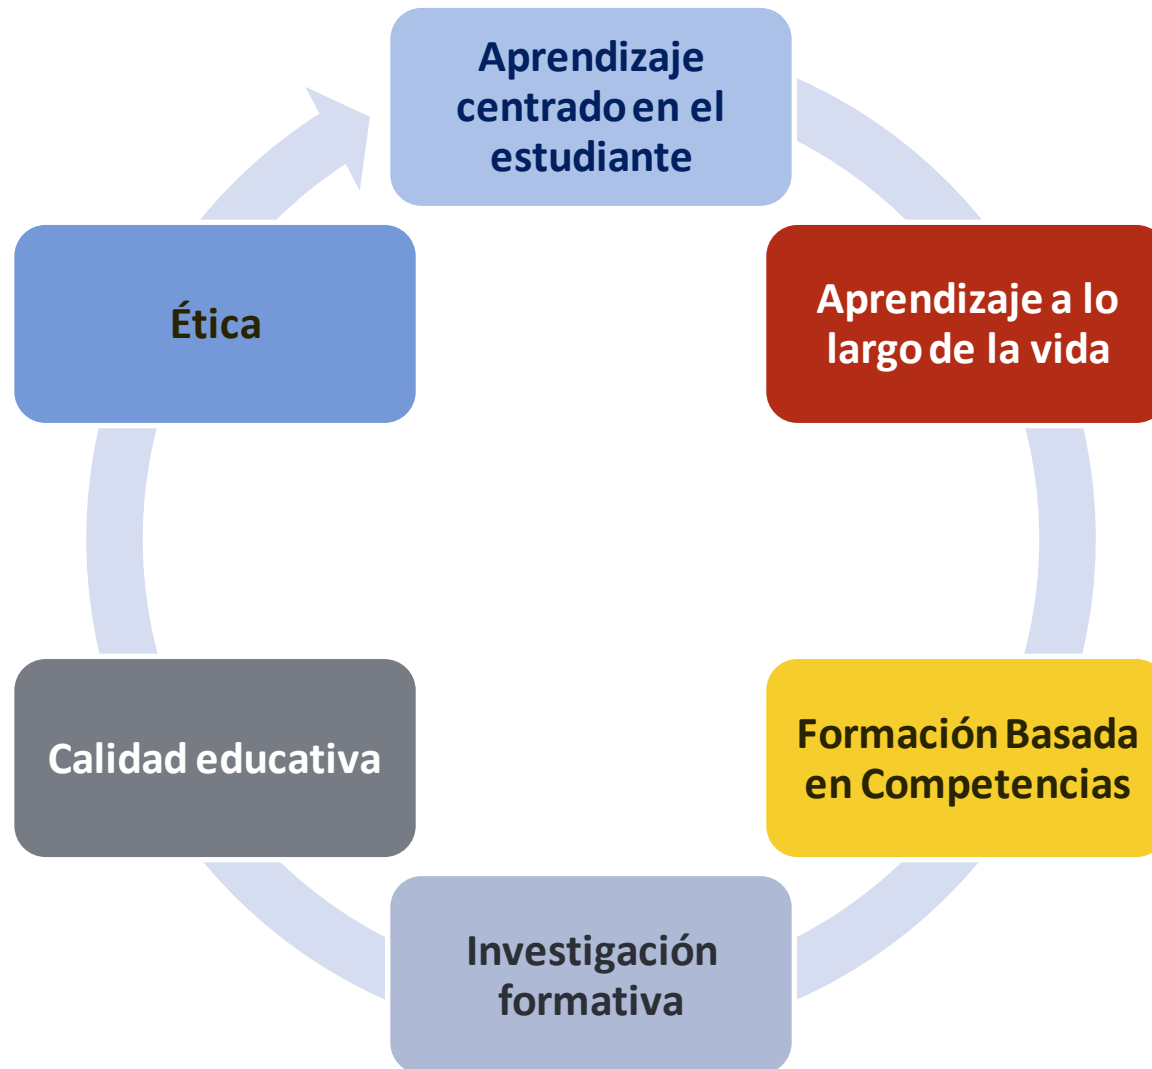 Aprendizaje
centrado en el
estudiante
Aprendizaje a lo
largo de la vida
Formación Basada
en Competencias
Investigación
formativa
Calidad educativa
Ética